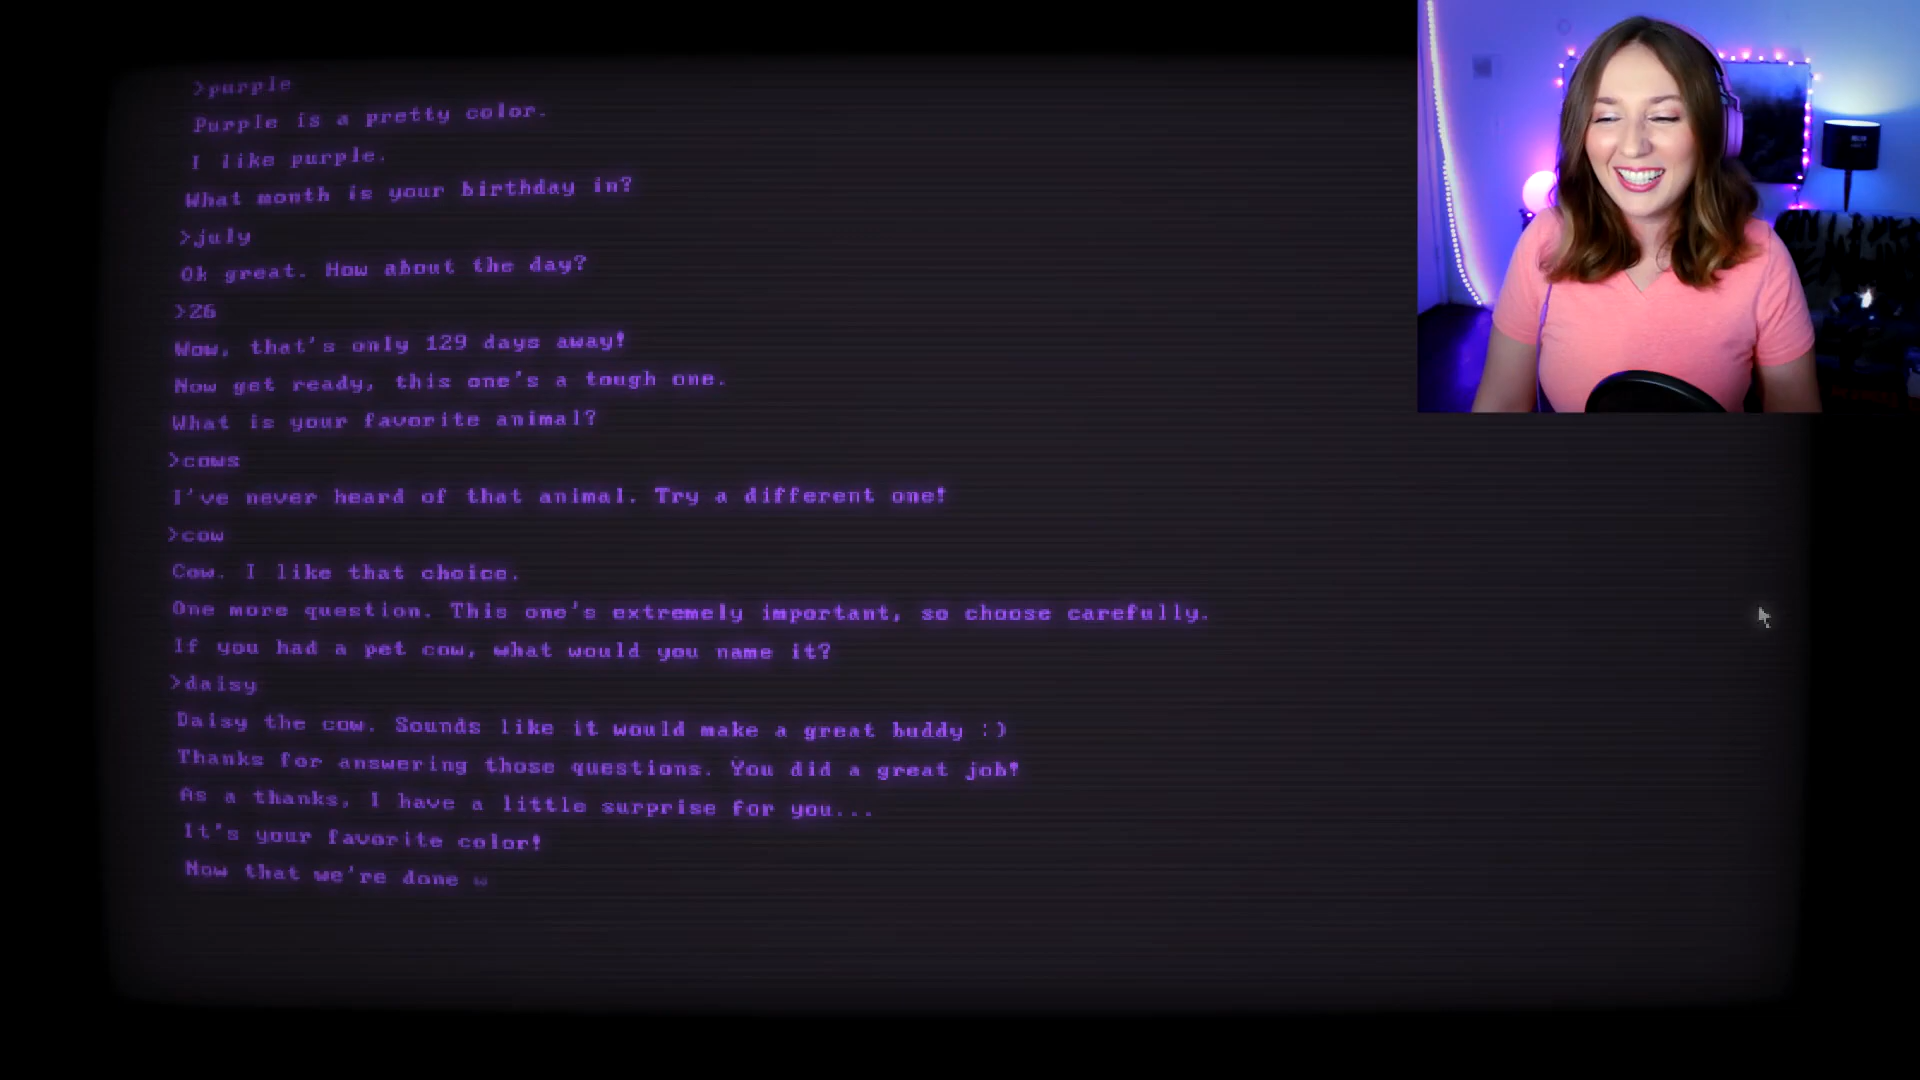 >purple
Purple is a pretty color.
I like purple.
What month is your birthday in?
>july
Ok great. How about the day?
>26
Wow, that's only 129 days away!
Now get ready, this one's a tough one.
What is your favorite animal?
>cows
I've never heard of that animal. Try a different one!
>cow
Cow. I like that choice.
One more question. This one's extremely important, so choose carefully.
If you had a pet cow, what would you name it?
>daisy
Daisy the cow. Sounds like it would make a great buddy :)
Thanks for answering those questions. You did a great job!
As a thanks, I have a little surprise for you...
It's your favorite color!
Now that we're done w